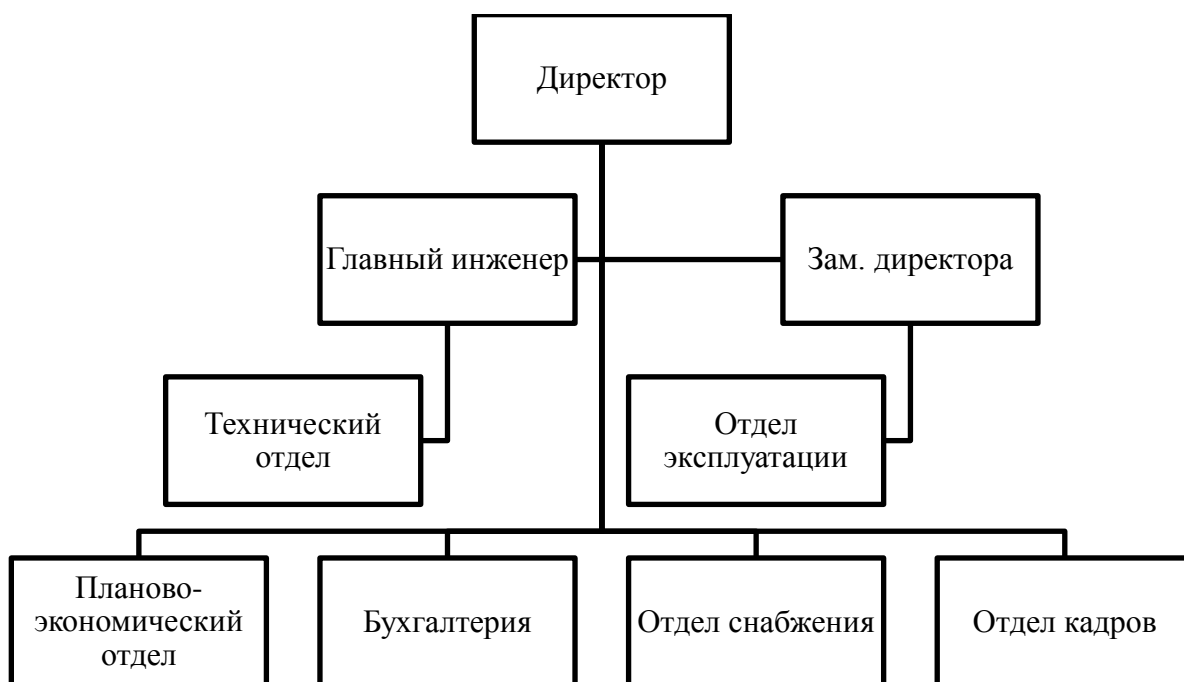 Директор
Главный инженер
Зам. директора
Технический
отдел
Отдел
эксплуатации
Планово-
экономический
отдел
Бухгалтерия
Отдел снабжения
Отдел кадров